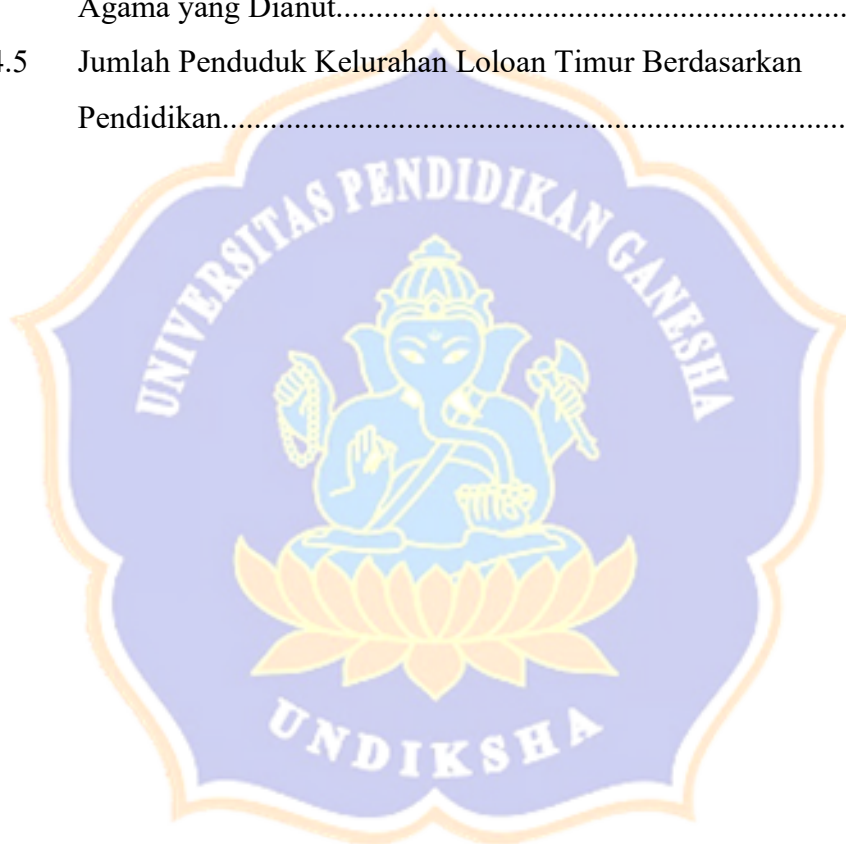 Agama yang Dianut................................................................................
4.5 Jumlah Penduduk Kelurahan Loloan Timur Berdasarkan
Pendidikan..............................................................................................
UNIVERSITAS PENDIDIKAN GANESHA
UNDIKSHA